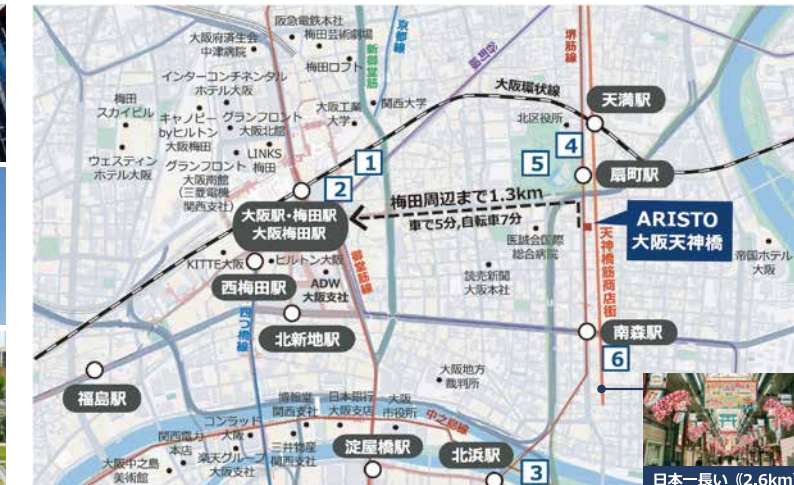 阪急電鉄本社
梅田芸術劇場
大阪府済生会
中津病院
梅田ロフト
新御堂筋
京都線
谷町線
堺筋線
インターコンチネンタル
ホテル大阪
梅田
スカイビル
キャノピー
byヒルトン
大阪梅田
グランフロント
大阪北館
大阪工業
大学
関西大学
大阪環状線
天満駅
北区役所
ウェスティン
ホテル大阪
グランフロント
大阪南館
(三菱電機
関西支社)
LINKS
梅田
1
2
4
5
扇町駅
梅田周辺まで1.3km
車で5分,自転車7分
大阪駅・梅田駅
大阪梅田駅
ARISTO
大阪天神橋
医誠会国際
総合病院
読売新聞
大阪本社
天神橋筋商店街
帝国ホテル
大阪
KITTE大阪
ヒルトン大阪
ADW
大阪支社
御堂筋線
西梅田駅
四つ橋線
北新地駅
南森駅
6
福島駅
大阪地方
裁判所
博報堂
関西支社
日本銀行
大阪支店
大阪
市役所
中之島線
コンラッド
大阪
関西電力
本店
三井物産
関西支社
楽天グループ
大阪支社
大阪中之島
美術館
淀屋橋駅
北浜駅
3
日本一長い(2.6km)